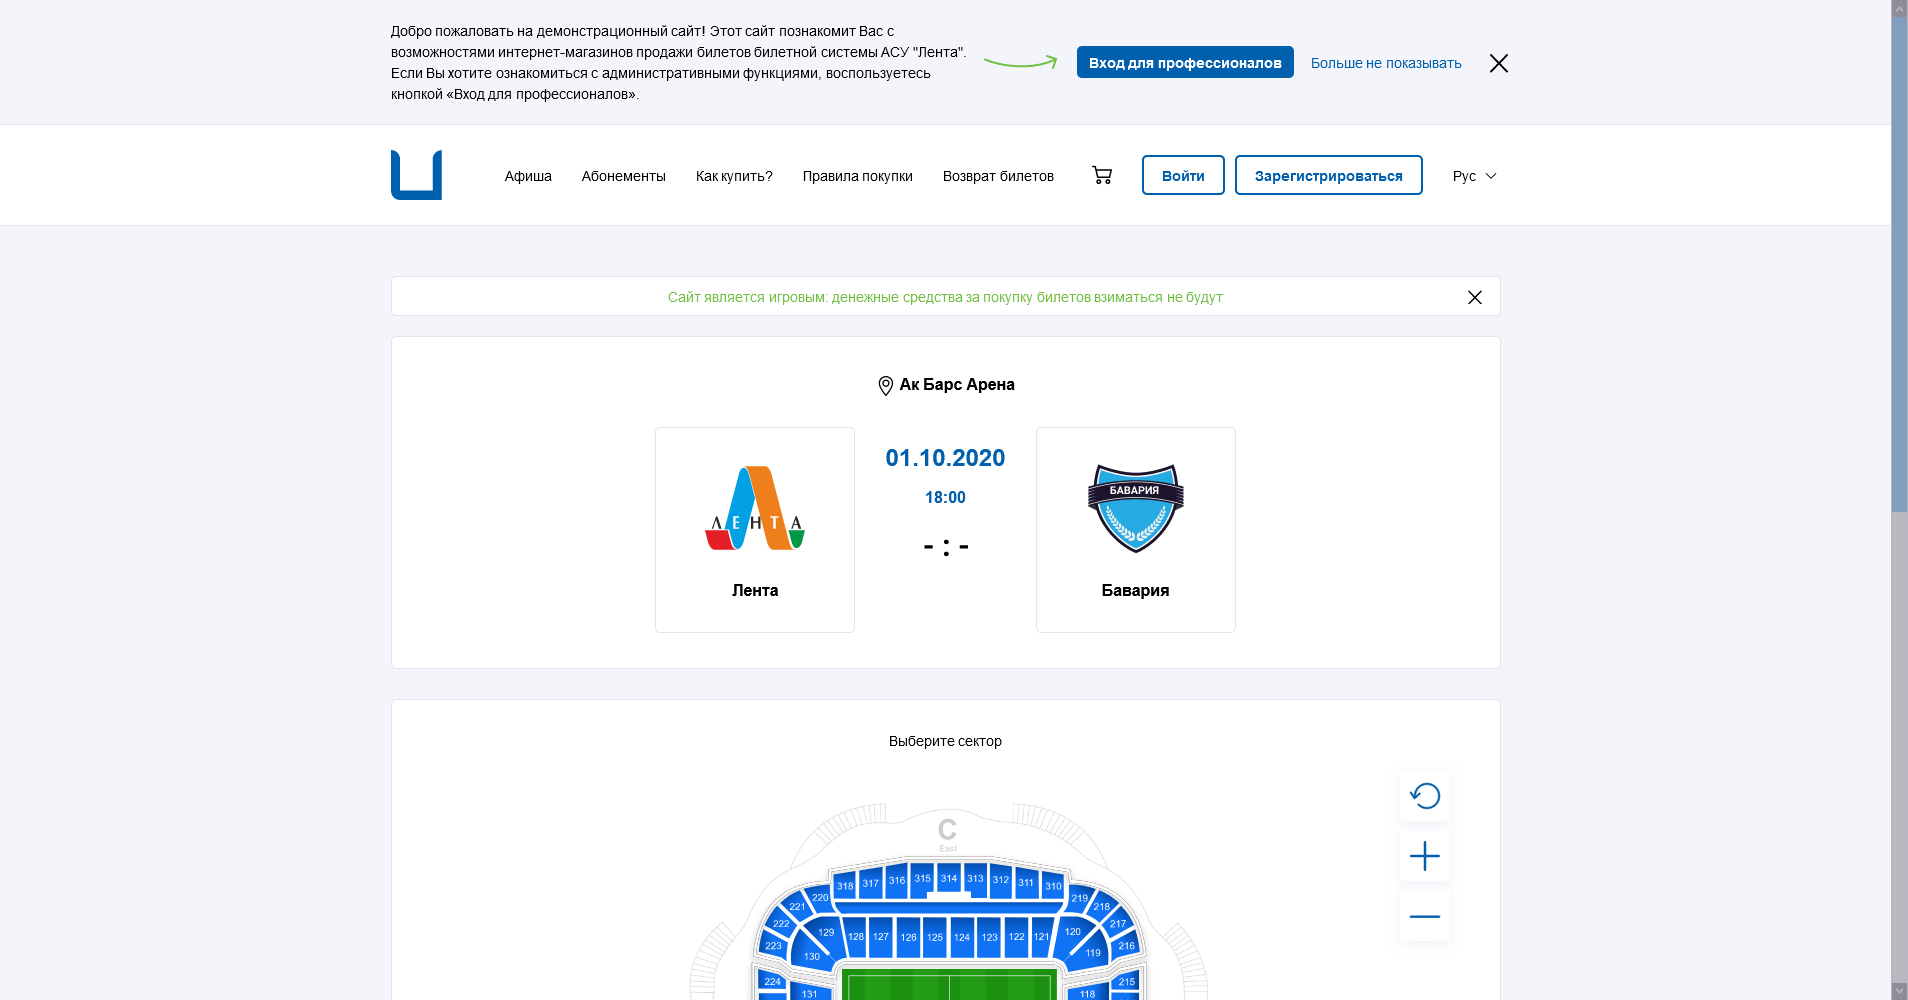 Добро пожаловать на демонстрационный сайт! Этот сайт познакомит Вас с
возможностями интернет-магазинов продажи билетов билетной системы АСУ "Лента".
Если Вы хотите ознакомиться с административными функциями, воспользуетесь
кнопкой «Вход для профессионалов».
Вход для профессионалов
Больше не показывать
Афиша Абонементы Как купить? Правила покупки Возврат билетов Войти Зарегистрироваться Рус
Сайт является игровым: денежные средства за покупку билетов взиматься не будут
Ак Барс Арена
01.10.2020
18:00
- : -
ЛЕНТА
Лента
БАВАРИЯ
Бавария
Выберите сектор
C
East
318 317 316 315 314 313 312 311 310
220 219
221 218
222 217
223 216
129 128 127 126 125 124 123 122 121 120
130 119
224 215
131 118